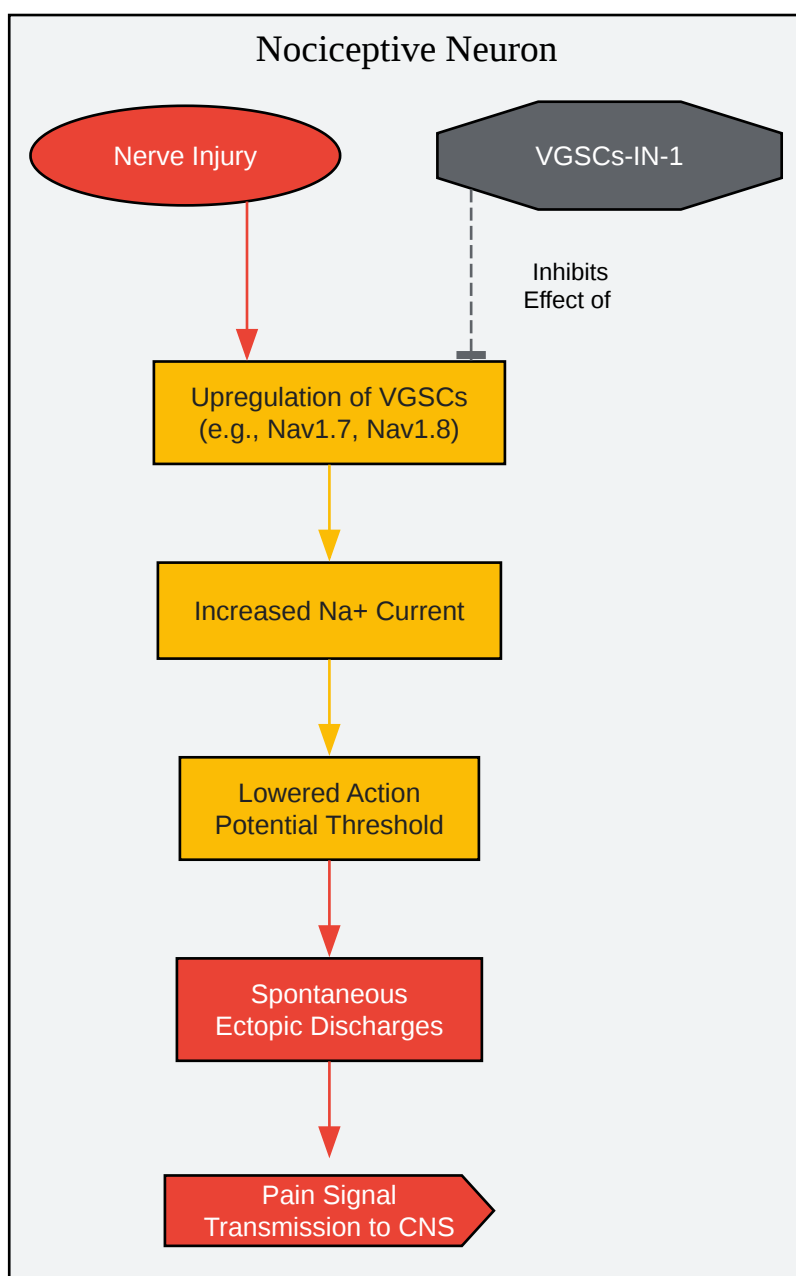 Nociceptive Neuron
Nerve Injury
VGSCs-IN-1
Inhibits
Effect of
Upregulation of VGSCs
(e.g., Nav1.7, Nav1.8)
Increased Na+ Current
Lowered Action
Potential Threshold
Spontaneous
Ectopic Discharges
Pain Signal
Transmission to CNS